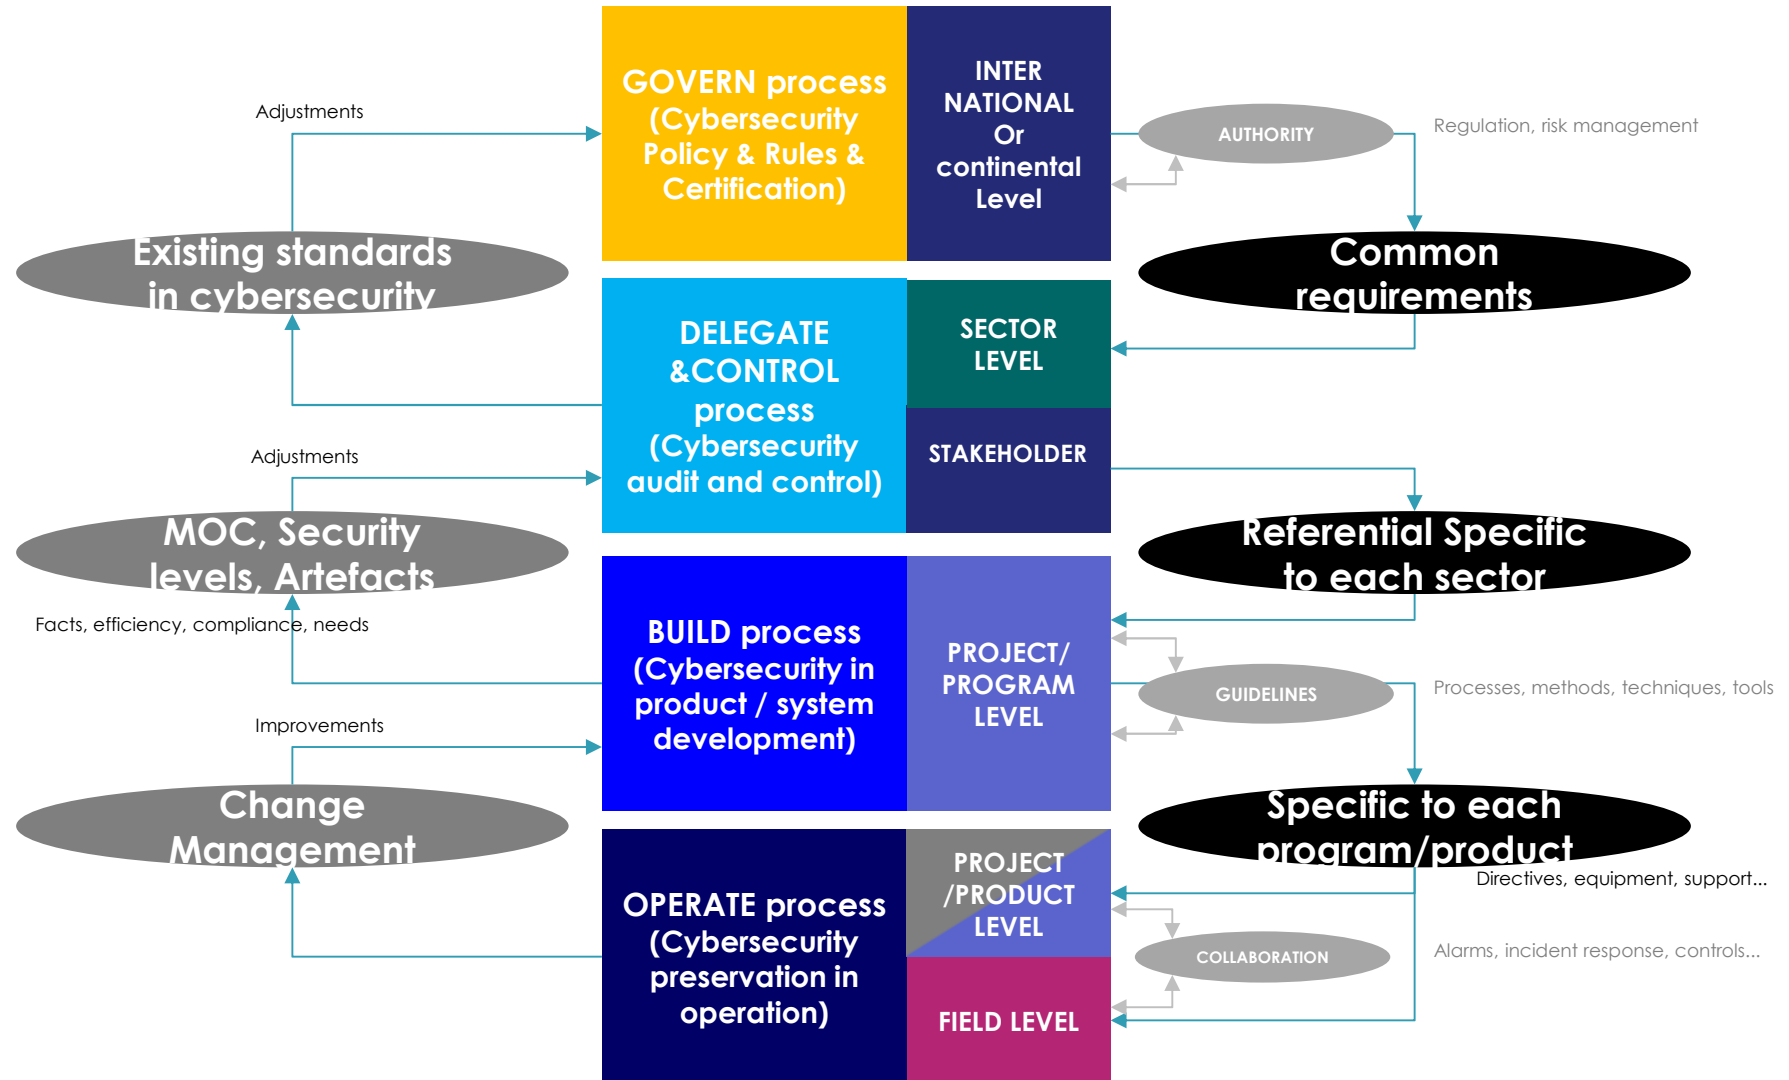 GOVERN process
(Cybersecurity
Policy & Rules &
Certification)
INTER
NATIONAL
Or
continental
Level
Adjustments
AUTHORITY
Regulation, risk management
Existing standards
in cybersecurity
Common
requirements
DELEGATE
&CONTROL
process
(Cybersecurity
audit and control)
SECTOR
LEVEL
STAKEHOLDER
Adjustments
MOC, Security
levels, Artefacts
Referential Specific
to each sector
Facts, efficiency, compliance, needs
BUILD process
(Cybersecurity in
product / system
development)
PROJECT/
PROGRAM
LEVEL
GUIDELINES
Processes, methods, techniques, tools
Improvements
Change
Management
Specific to each
program/product
Directives, equipment, support...
OPERATE process
(Cybersecurity
preservation in
operation)
PROJECT
/PRODUCT
LEVEL
COLLABORATION
Alarms, incident response, controls...
FIELD LEVEL